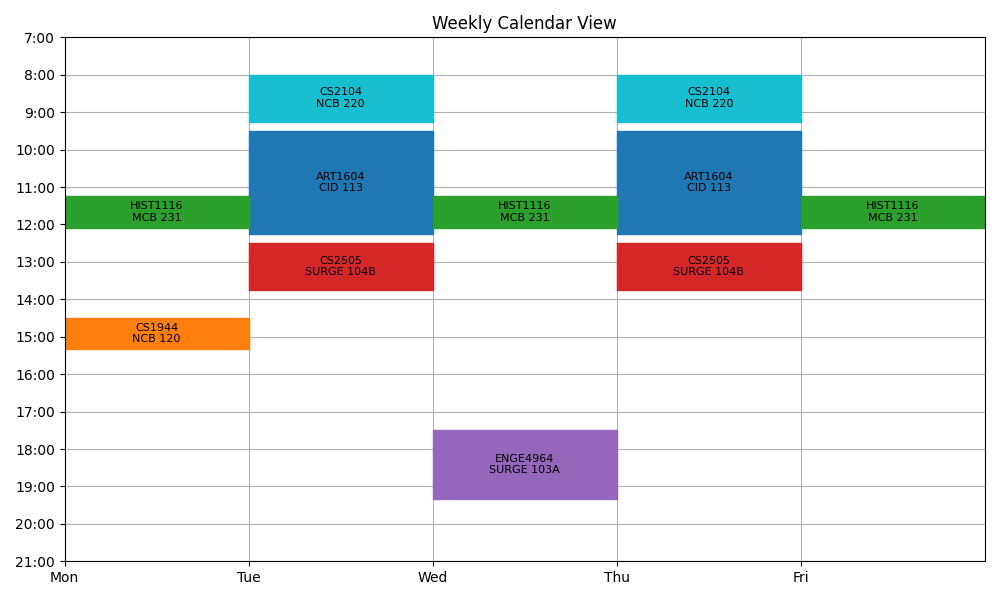 Weekly Calendar View
7:00
8:00
9:00
10:00
11:00
12:00
13:00
14:00
15:00
16:00
17:00
18:00
19:00
20:00
21:00
CS2104
NCB 220
CS2104
NCB 220
ART1604
CID 113
ART1604
CID 113
HIST1116
MCB 231
HIST1116
MCB 231
HIST1116
MCB 231
CS2505
SURGE 104B
CS2505
SURGE 104B
CS1944
NCB 120
ENGE4964
SURGE 103A
Mon
Tue
Wed
Thu
Fri